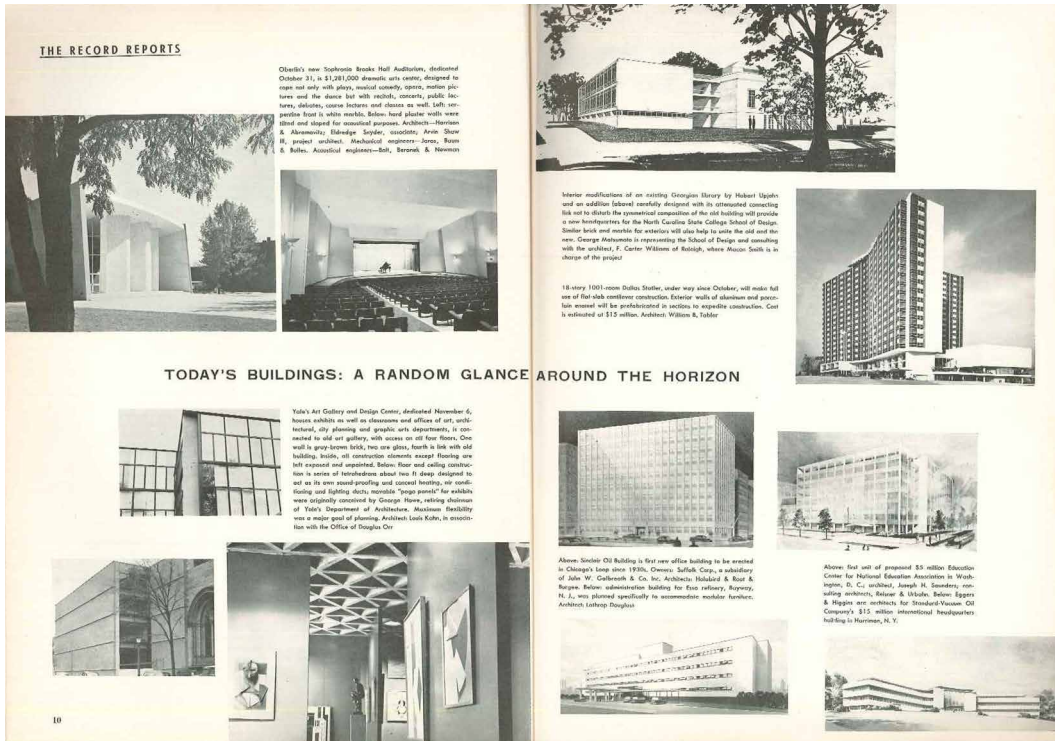 THE RECORD REPORTS
Oberlin's new Sophronia Brooks Hall Auditorium, dedicated
October 31, is $1,281,000 dramatic arts center, designed to
cope not only with plays, musical comedy, opera, motion pic-
tures and the dance but with recitals, concerts, public lec-
tures, debates, course lectures and classes as well. Left: ser-
pentine front is white marble. Below: hard plaster walls were
tilted and sloped for acoustical purposes. Architects—Harrison
& Abramovitz; Eldredge Snyder, associate; Arvin Shaw
III, project architect. Mechanical engineers—Jaros, Baum
& Bolles. Acoustical engineers—Bolt, Beranek & Newman
Interior modifications of an existing Georgian library by Hobart Upjohn
and an addition (above) carefully designed with its attenuated connecting
link not to disturb the symmetrical composition of the old building will provide
a new headquarters for the North Carolina State College School of Design.
Similar brick and marble for exteriors will also help to unite the old and the
new. George Matsumoto is representing the School of Design and consulting
with the architect, F. Carter Williams of Raleigh, where Macon Smith is in
charge of the project
18-story 1001-room Dallas Statler, under way since October, will make full
use of flat-slab cantilever construction. Exterior walls of aluminum and porce-
lain enamel will be prefabricated in sections to expedite construction. Cost
is estimated at $15 million. Architect: William B. Tabler
TODAY'S BUILDINGS: A RANDOM GLANCE AROUND THE HORIZON
Yale's Art Gallery and Design Center, dedicated November 6,
houses exhibits as well as classrooms and offices of art, archi-
tectural, city planning and graphic arts departments, is con-
nected to old art gallery, with access on all four floors. One
wall is gray-brown brick, two are glass, fourth is link with old
building. Inside, all construction elements except flooring are
left exposed and unpainted. Below: floor and ceiling construc-
tion is series of tetrahedrons about two ft deep designed to
act as its own sound-proofing and conceal heating, air condi-
tioning and lighting ducts; movable "pogo panels" for exhibits
were originally conceived by George Howe, retiring chairman
of Yale's Department of Architecture. Maximum flexibility
was a major goal of planning. Architect: Louis Kahn, in associa-
tion with the Office of Douglas Orr
Above: Sinclair Oil Building is first new office building to be erected
in Chicago's Loop since 1930s. Owners: Suffolk Corp., a subsidiary
of John W. Galbreath & Co. Inc. Architects: Holabird & Root &
Burgee. Below: administration building for Esso refinery, Bayway,
N. J., was planned specifically to accommodate modular furniture.
Architect: Lathrop Douglass
Above: first unit of proposed $5 million Education
Center for National Education Association in Wash-
ington, D. C.; architect, Joseph H. Saunders; con-
sulting architects, Reisner & Urbahn. Below: Eggers
& Higgins are architects for Standard-Vacuum Oil
Company's $15 million international headquarters
building in Harrison, N. Y.
10